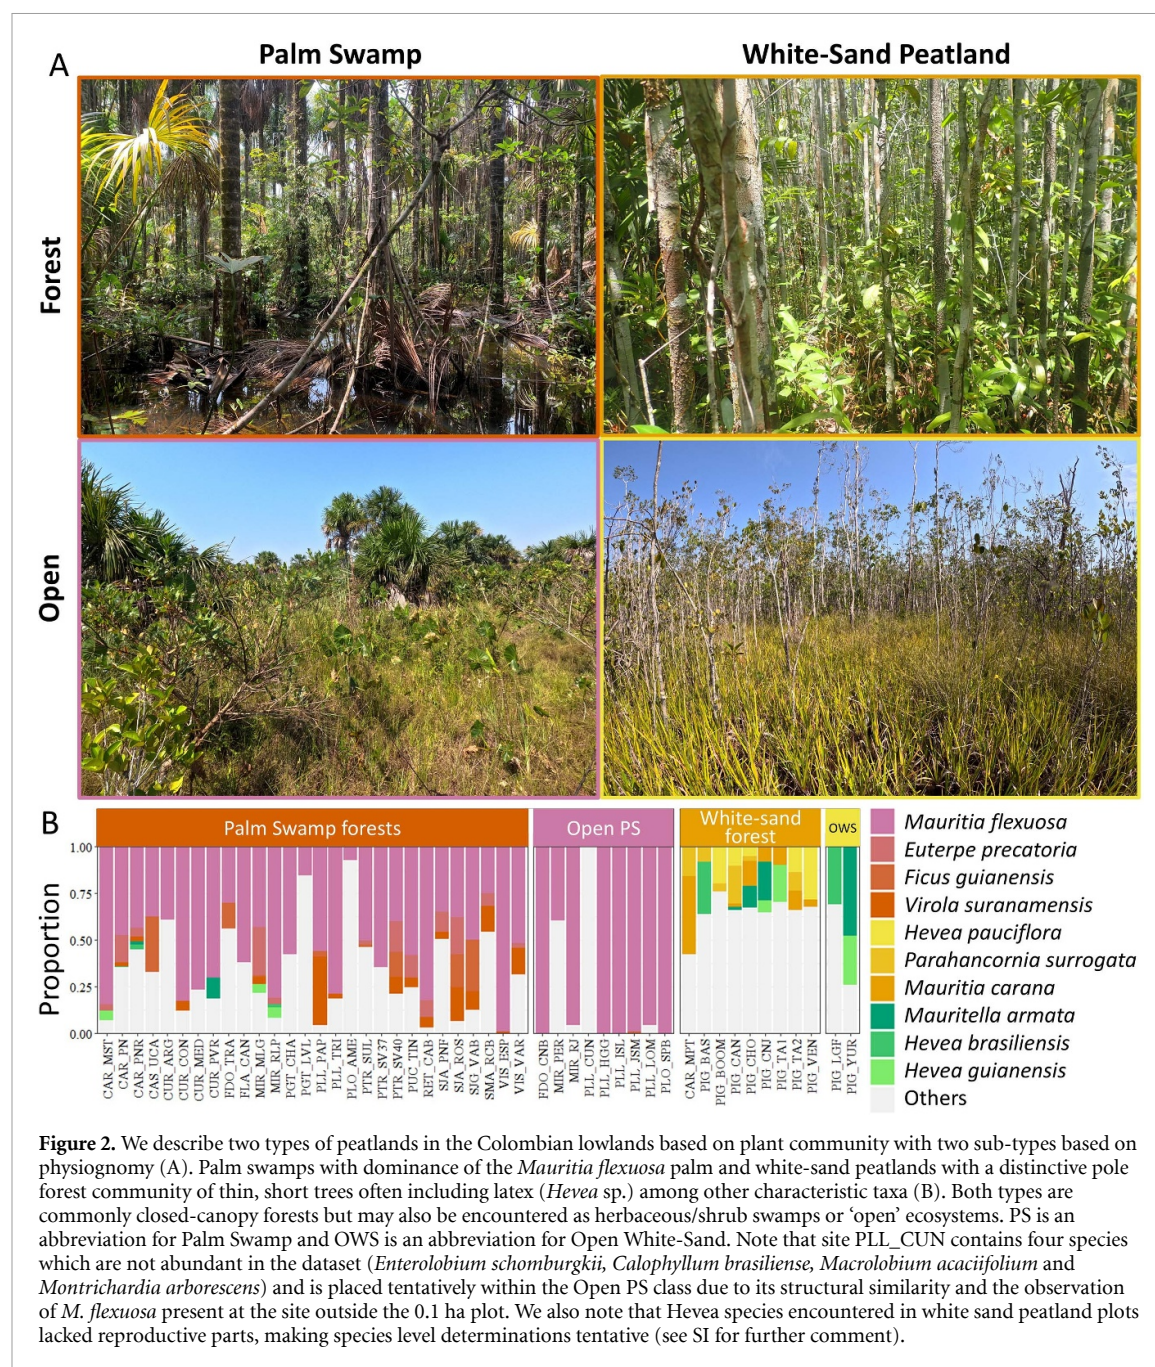 A
Palm Swamp
White-Sand Peatland
Forest
Open
B
Palm Swamp forests
Open PS
White-sand
forest
OWS
Proportion
1.00
0.75
0.50
0.25
0.00
CAR_MST
CAR_PN
CAR_PNR
CAS_UCA
CUR_ARG
CUR_CON
CUR_MED
CUR_PVR
FDO_TRA
FLA_CAN
MIR_MLG
MIR_RLP
PGT_CHA
PGT_LVL
PLL_PAP
PLL_TRI
PLO_AME
PTR_SUL
PTR_SV37
PTR_SV40
PUC_TIN
RET_CAB
SJA_PNF
SJA_ROS
SIG_VAB
SMA_RCB
VIS_ESP
VIS_VAR
FDO_CNB
MIR_PER
MIR_RJ
PLL_CUN
PLL_HGG
PLL_ISL
PLL_JSM
PLL_LOM
PLO_SPB
CAR_MPT
PIG_BAS
PIG_BOOM
PIG_CAN
PIG_CHO
PIG_CNJ
PIG_TA1
PIG_TA2
PIG_VEN
PIG_LGF
PIG_YUR
Mauritia flexuosa
Euterpe precatoria
Ficus guianensis
Virola suranamensis
Hevea pauciflora
Parahancornia surrogata
Mauritia carana
Mauritella armata
Hevea brasiliensis
Hevea guianensis
Others
Figure 2. We describe two types of peatlands in the Colombian lowlands based on plant community with two sub-types based on
physiognomy (A). Palm swamps with dominance of the Mauritia flexuosa palm and white-sand peatlands with a distinctive pole
forest community of thin, short trees often including latex (Hevea sp.) among other characteristic taxa (B). Both types are
commonly closed-canopy forests but may also be encountered as herbaceous/shrub swamps or ‘open’ ecosystems. PS is an
abbreviation for Palm Swamp and OWS is an abbreviation for Open White-Sand. Note that site PLL_CUN contains four species
which are not abundant in the dataset (Enterolobium schomburgkii, Calophyllum brasiliense, Macrolobium acaciifolium and
Montrichardia arborescens) and is placed tentatively within the Open PS class due to its structural similarity and the observation
of M. flexuosa present at the site outside the 0.1 ha plot. We also note that Hevea species encountered in white sand peatland plots
lacked reproductive parts, making species level determinations tentative (see SI for further comment).